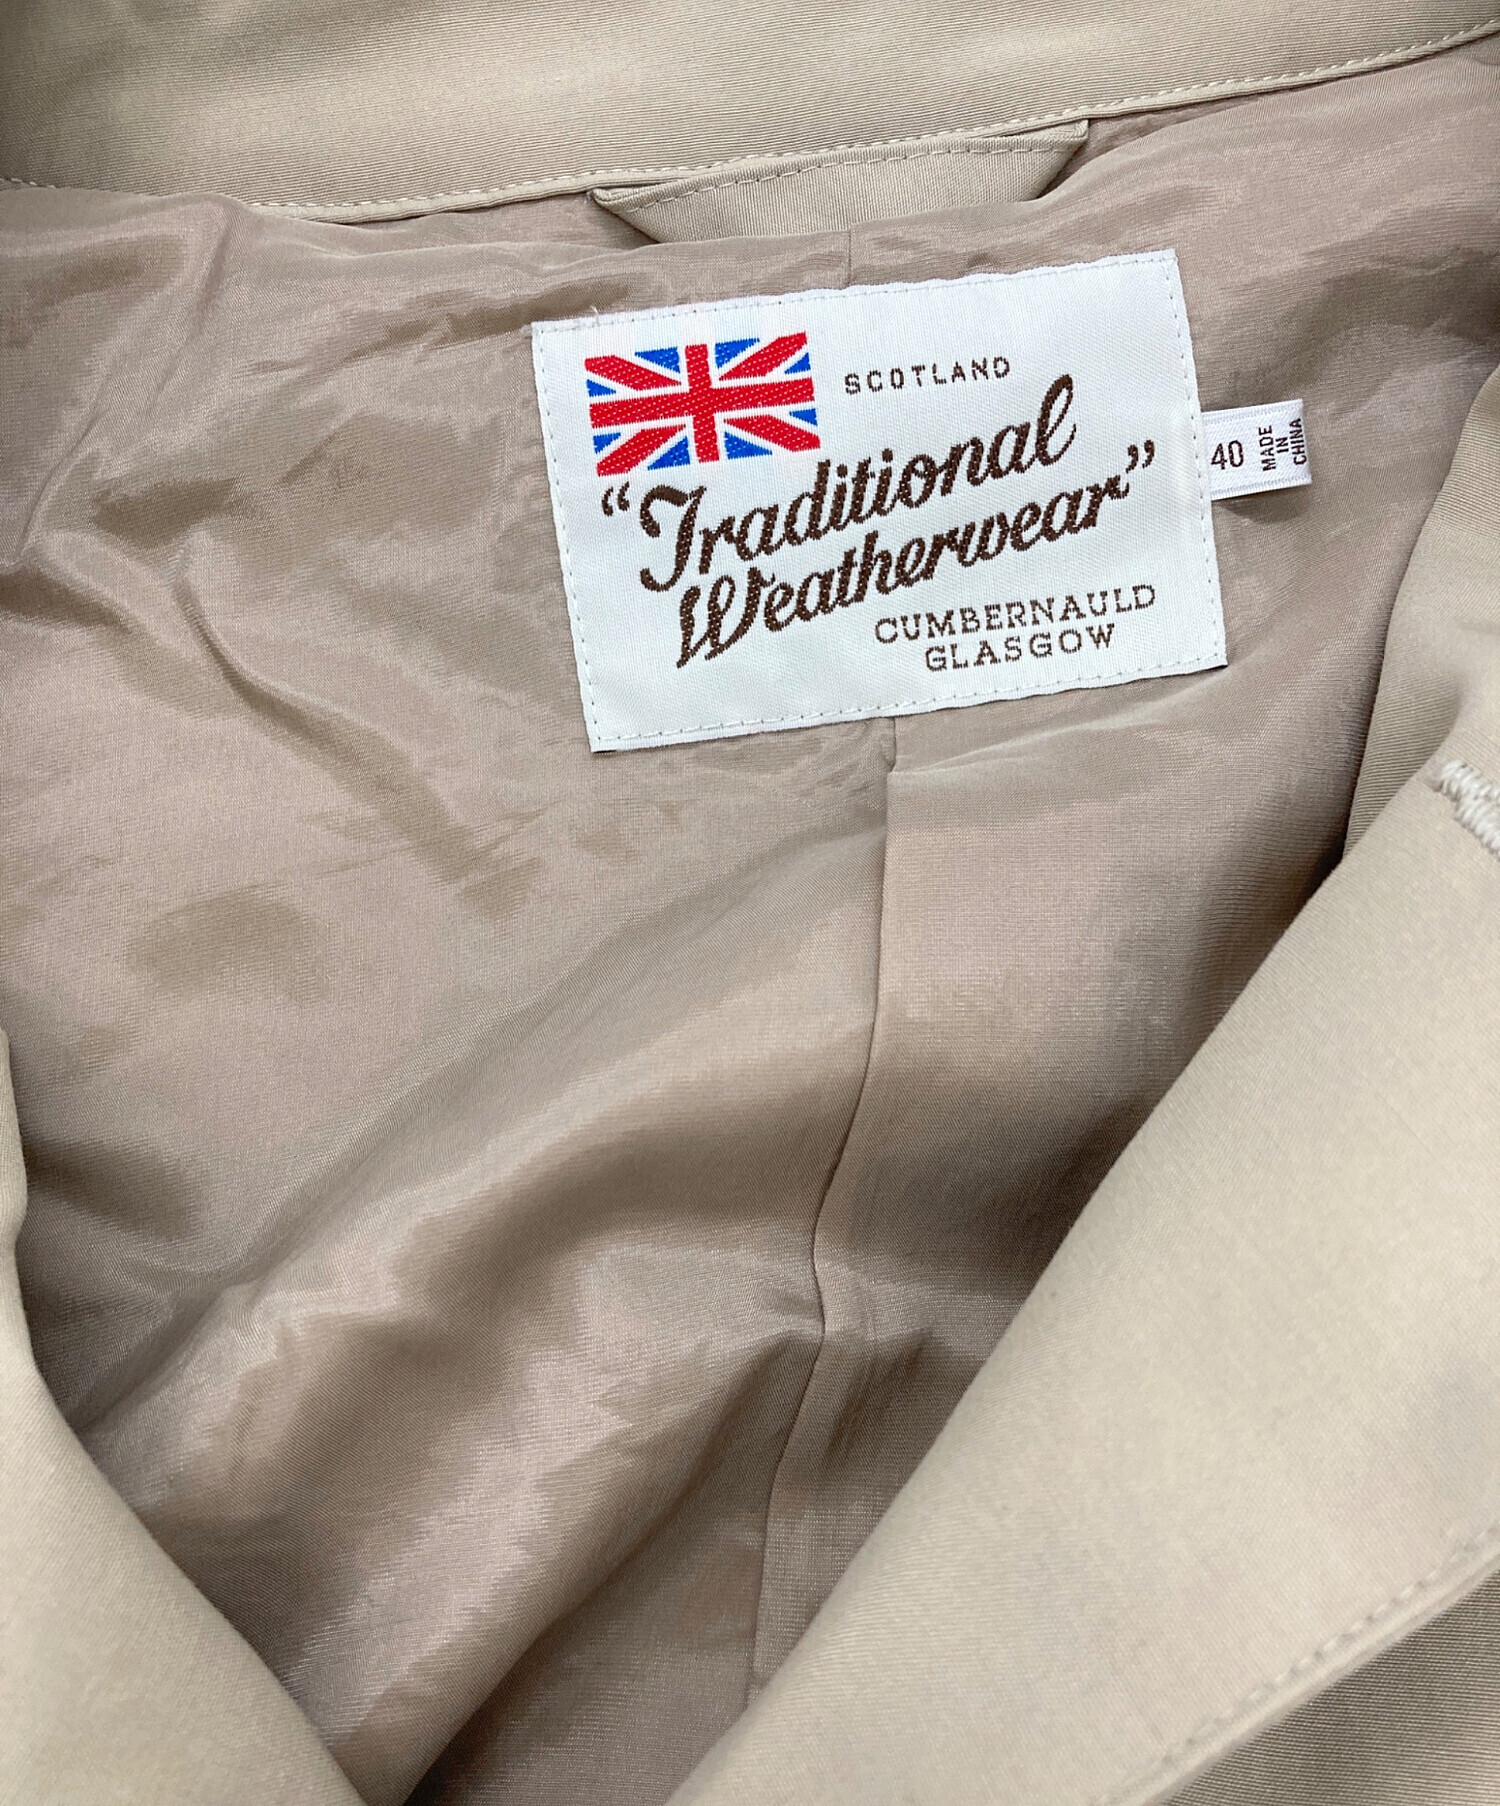 SCOTLAND
“Traditional
Weatherwear”
CUMBERNAULD
GLASGOW
40
MADE
IN
CHINA